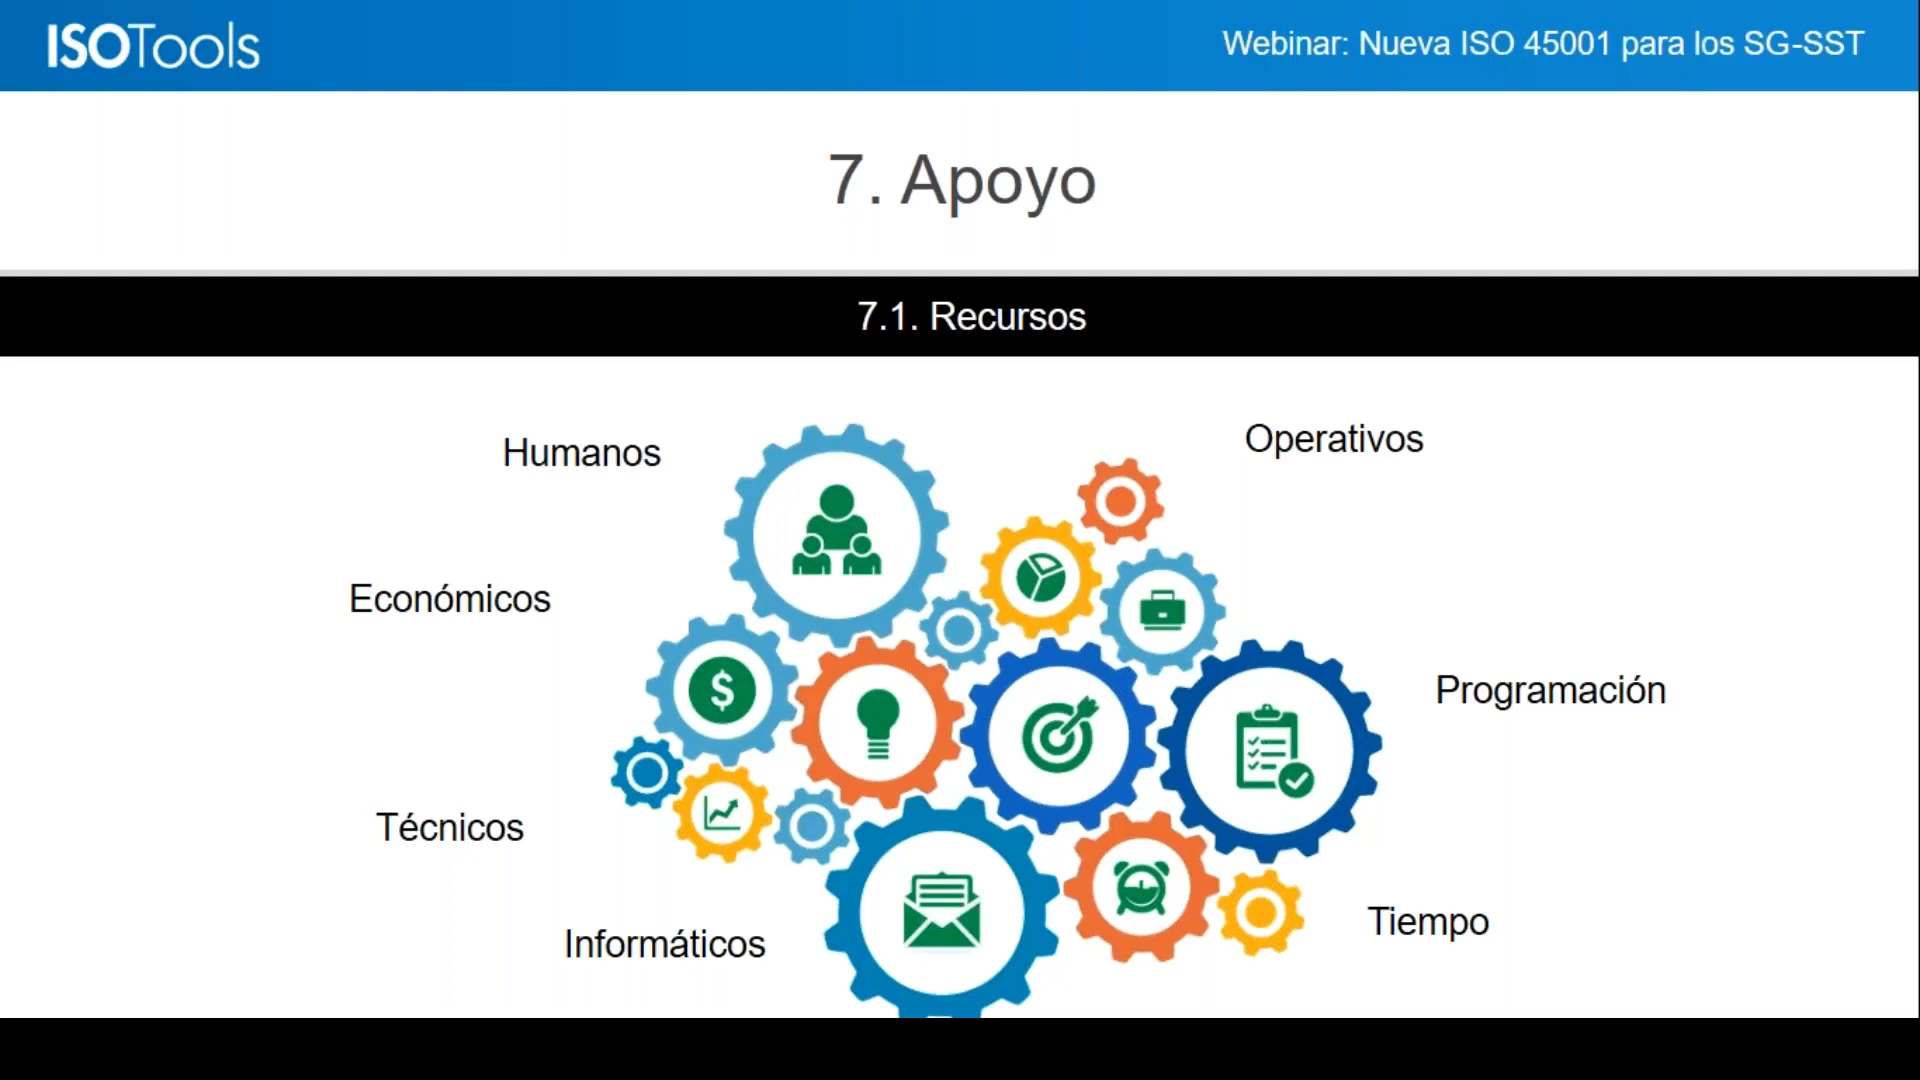 ISOTools
Webinar: Nueva ISO 45001 para los SG-SST
7. Apoyo
7.1. Recursos
Humanos
Operativos
Económicos
$
Programación
Técnicos
Tiempo
Informáticos